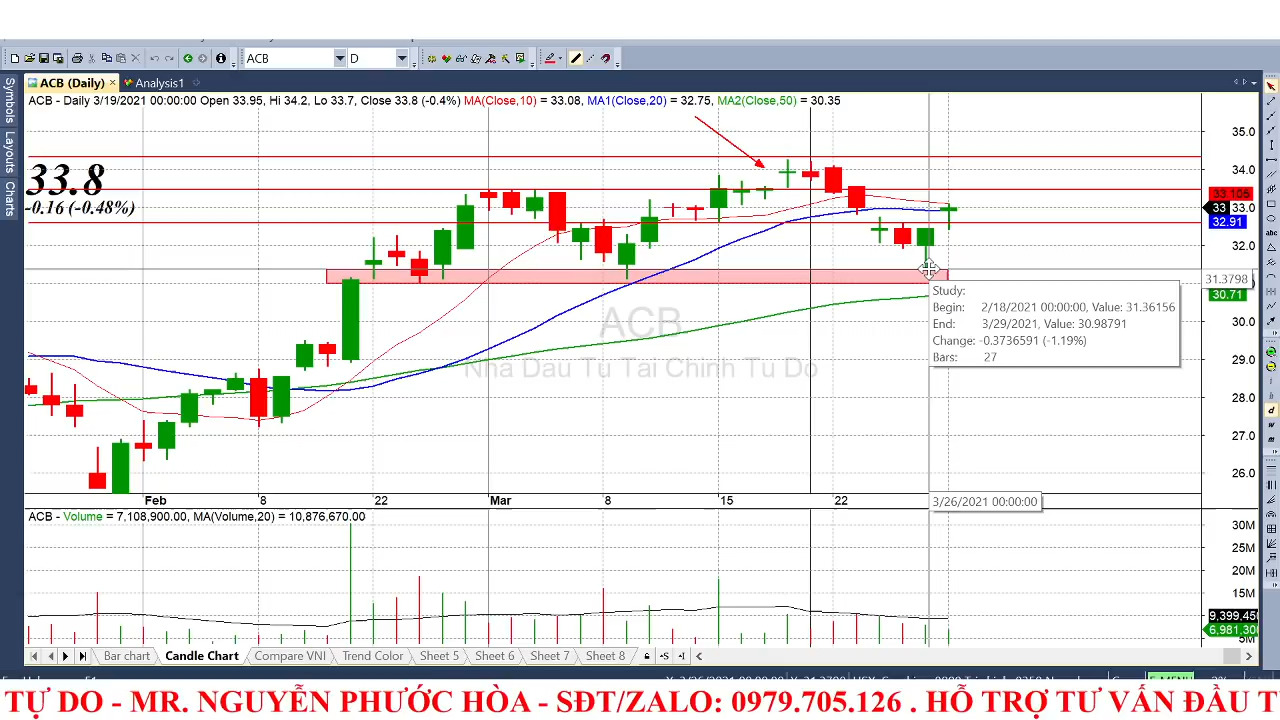 ACB D
ACB (Daily) Analysis1
ACB - Daily 3/19/2021 00:00:00 Open 33.95, Hi 34.2, Lo 33.7, Close 33.8 (-0.4%) MA(Close,10) = 33.08, MA1(Close,20) = 32.75, MA2(Close,50) = 30.35
Symbols
Layouts
Charts
33.8
-0.16 (-0.48%)
35.0
34.0
33.105
33.0
32.91
32.0
31.3798
30.71
30.0
29.0
28.0
27.0
26.0
ACB
Nha Dau Tu Tai Chinh Tu Do
Study:
Begin: 2/18/2021 00:00:00, Value: 31.36156
End: 3/29/2021, Value: 30.98791
Change: -0.3736591 (-1.19%)
Bars: 27
Feb 8 22 Mar 8 15 22
3/26/2021 00:00:00
ACB - Volume = 7,108,900.00, MA(Volume,20) = 10,876,670.00
30M
25M
20M
15M
9,399,450
6,981,300
5M
Bar chart Candle Chart Compare VNI Trend Color Sheet 5 Sheet 6 Sheet 7 Sheet 8
TỰ DO - MR. NGUYỄN PHƯỚC HÒA - SĐT/ZALO: 0979.705.126 . HỖ TRỢ TƯ VẤN ĐẦU T